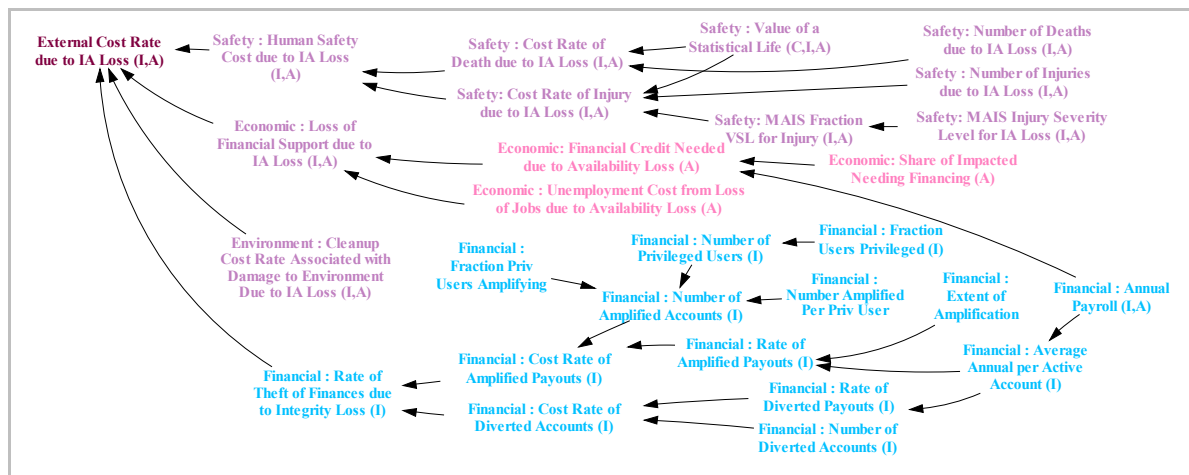 External Cost Rate
due to IA Loss (I,A)
Safety : Human Safety
Cost due to IA Loss
(I,A)
Safety : Cost Rate of
Death due to IA Loss (I,A)
Safety : Value of a
Statistical Life (C,I,A)
Safety: Number of Deaths
due to IA Loss (I,A)
Safety: Cost Rate of Injury
due to IA Loss (I,A)
Safety : Number of Injuries
due to IA Loss (I,A)
Safety: MAIS Fraction
VSL for Injury (I,A)
Safety: MAIS Injury Severity
Level for IA Loss (I,A)
Economic : Loss of
Financial Support due to
IA Loss (I,A)
Economic: Financial Credit Needed
due to Availability Loss (A)
Economic: Share of Impacted
Needing Financing (A)
Economic : Unemployment Cost from Loss
of Jobs due to Availability Loss (A)
Environment : Cleanup
Cost Rate Associated with
Damage to Environment
Due to IA Loss (I,A)
Financial :
Fraction Priv
Users Amplifying
Financial : Number of
Privileged Users (I)
Financial : Fraction
Users Privileged (I)
Financial : Number of
Amplified Accounts (I)
Financial :
Number Amplified
Per Priv User
Financial :
Extent of
Amplification
Financial : Annual
Payroll (I,A)
Financial : Cost Rate of
Amplified Payouts (I)
Financial : Rate of
Amplified Payouts (I)
Financial : Average
Annual per Active
Account (I)
Financial : Rate of
Theft of Finances due
to Integrity Loss (I)
Financial : Cost Rate of
Diverted Accounts (I)
Financial : Rate of
Diverted Payouts (I)
Financial : Number of
Diverted Accounts (I)